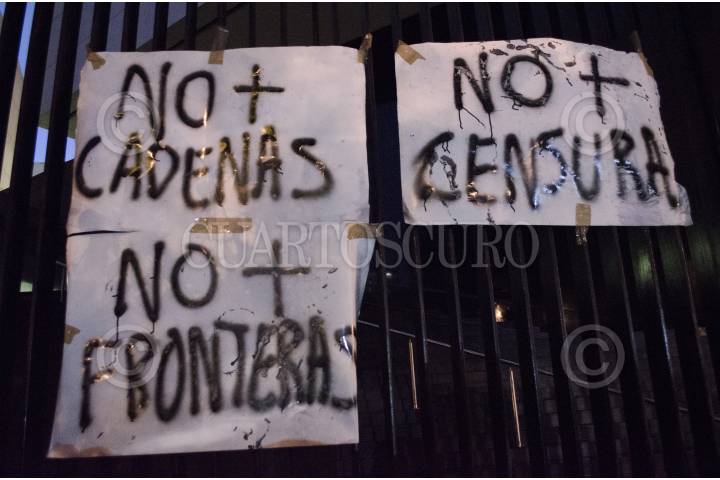 NO +
CADENAS
NO + 
CENSURA
NO +
FRONTERAS
CUARTOSCURO
©
©
©
©